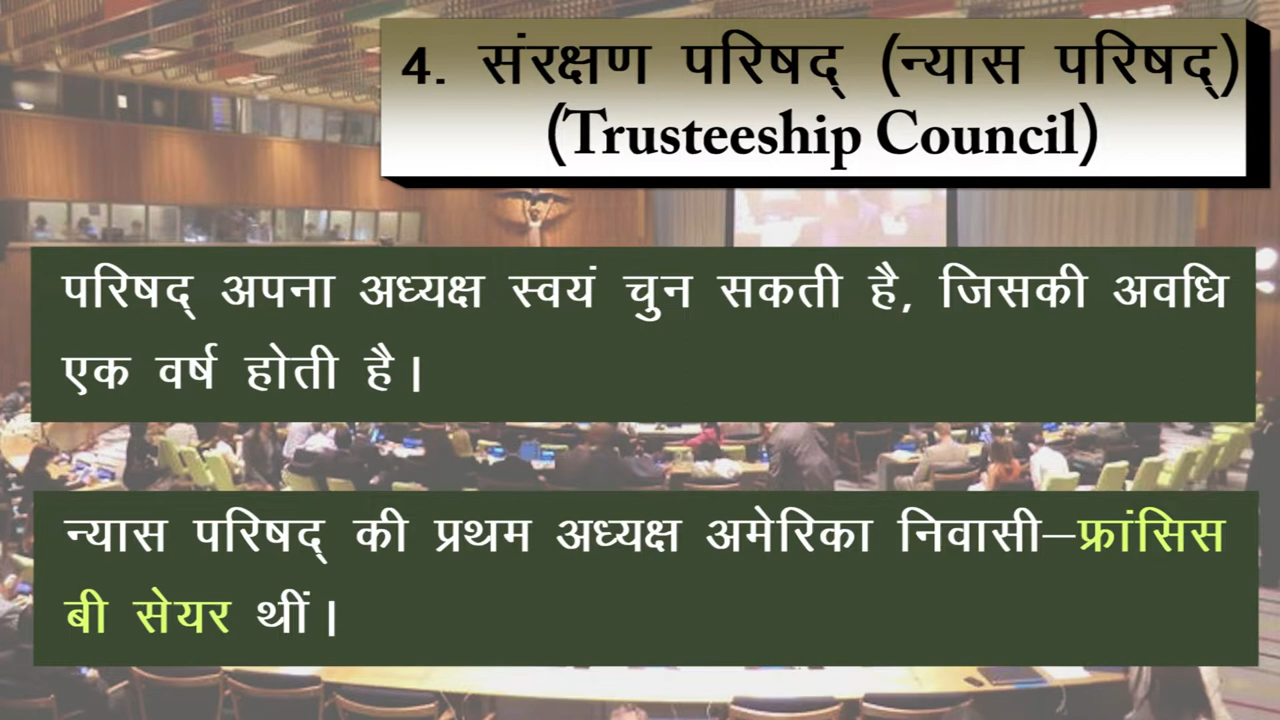 4. संरक्षण परिषद् (न्यास परिषद्)
(Trusteeship Council)
परिषद् अपना अध्यक्ष स्वयं चुन सकती है, जिसकी अवधि
एक वर्ष होती है।
न्यास परिषद् की प्रथम अध्यक्ष अमेरिका निवासी–फ्रांसिस
बी सेयर थीं।